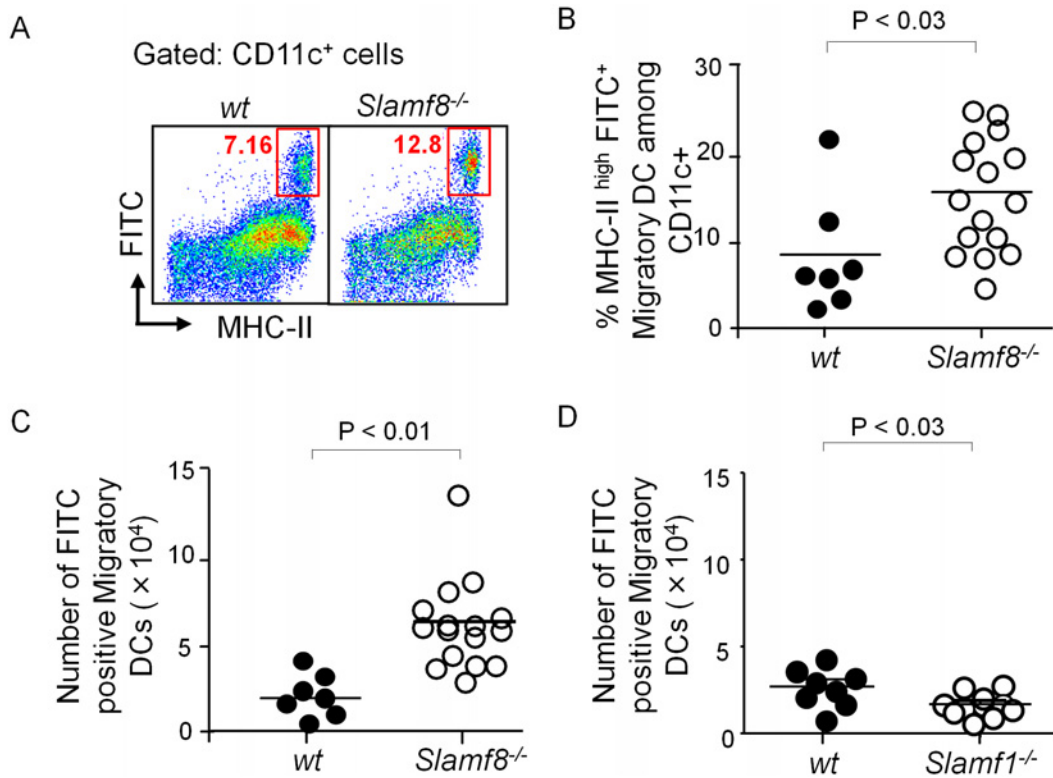 A
Gated: CD11c⁺ cells
wt
Slamf8⁻/⁻
7.16
12.8
FITC
MHC-II
B
P < 0.03
% MHC-II ʰⁱᵍʰ FITC⁺
Migratory DC among
CD11c+
30
20
10
0
wt
Slamf8⁻/⁻
C
P < 0.01
Number of FITC
positive Migratory
DCs (×10⁴)
15
10
5
0
wt
Slamf8⁻/⁻
D
P < 0.03
Number of FITC
positive Migratory
DCs (×10⁴)
15
10
5
0
wt
Slamf1⁻/⁻